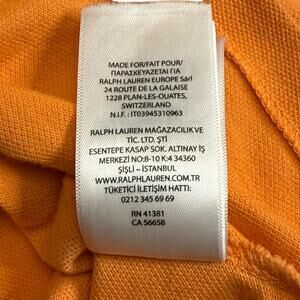 MADE FOR/FAIT POUR/
ΠΑΡΑΣΚΕΥΑΖΕΤΑΙ ΓΙΑ
RALPH LAUREN EUROPE Sàrl
24 ROUTE DE LA GALAISE
1228 PLAN-LES-OUATES,
SWITZERLAND
N.I.F.: IT03945310963
RALPH LAUREN MAĞAZACILIK VE
TİC. LTD. ŞTİ
ESENTEPE KASAP SOK. ALTINAY İŞ
MERKEZİ NO:8-10 K:4 34360
ŞİŞLİ - İSTANBUL
WWW.RALPHLAUREN.COM.TR
TÜKETİCİ İLETİŞİM HATTI:
0212 345 69 69
RN 41381
CA 56658